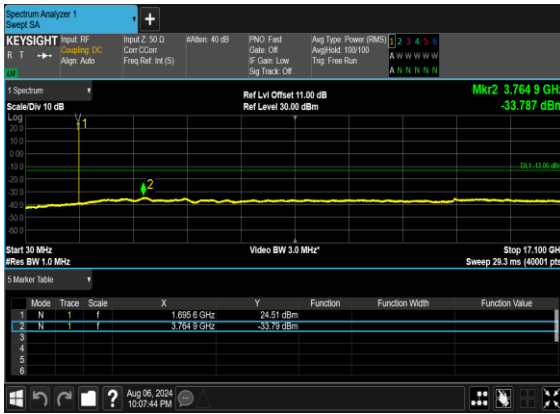 Spectrum Analyzer 1
Swept SA
+
KEYSIGHT
R T
LXI
Input: RF
Coupling: DC
Align: Auto
Input Z: 50 Ω
Corr CCorr
Freq Ref: Int (S)
#Atten: 40 dB
PNO: Fast
Gate: Off
IF Gain: Low
Sig Track: Off
Avg Type: Power (RMS)
Avg|Hold: 100/100
Trig: Free Run
1 2 3 4 5 6
A W W W W W
A N N N N N
1 Spectrum
Scale/Div 10 dB
Ref Lvl Offset 11.00 dB
Ref Level 30.00 dBm
Mkr2 3.764 9 GHz
-33.787 dBm
Log
20.0
10.0
0.00
-10.0
-20.0
-30.0
-40.0
-50.0
-60.0
1
2
DL1 -13.00 dBm
Start 30 MHz
#Res BW 1.0 MHz
Video BW 3.0 MHz*
Stop 17.100 GHz
Sweep 29.3 ms (40001 pts)
5 Marker Table
Mode Trace Scale X Y Function Function Width Function Value
1 N 1 f 1.695 6 GHz 24.51 dBm
2 N 1 f 3.764 9 GHz -33.79 dBm
3
4
5
6
?
Aug 06, 2024
10:07:44 PM